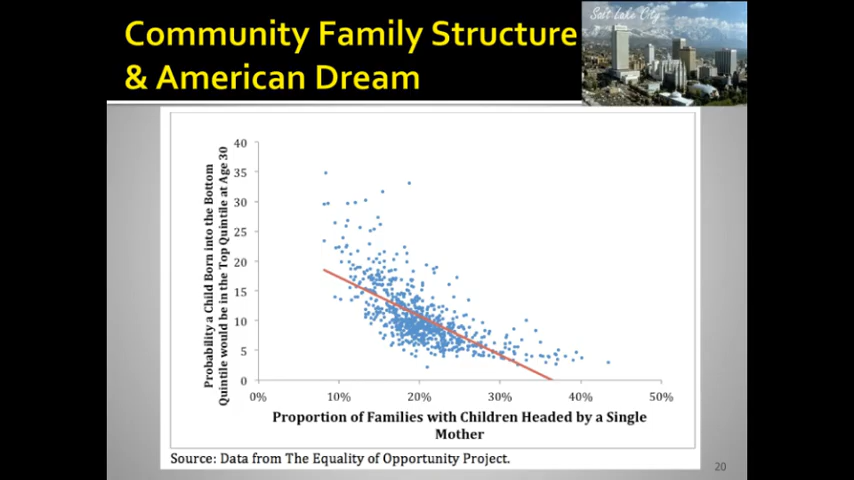 Community Family Structure
& American Dream
Salt Lake City
Probability a Child Born into the Bottom
Quintile would be in the Top Quintile at Age 30
40
35
30
25
20
15
10
5
0
0% 10% 20% 30% 40% 50%
Proportion of Families with Children Headed by a Single
Mother
Source: Data from The Equality of Opportunity Project.
20